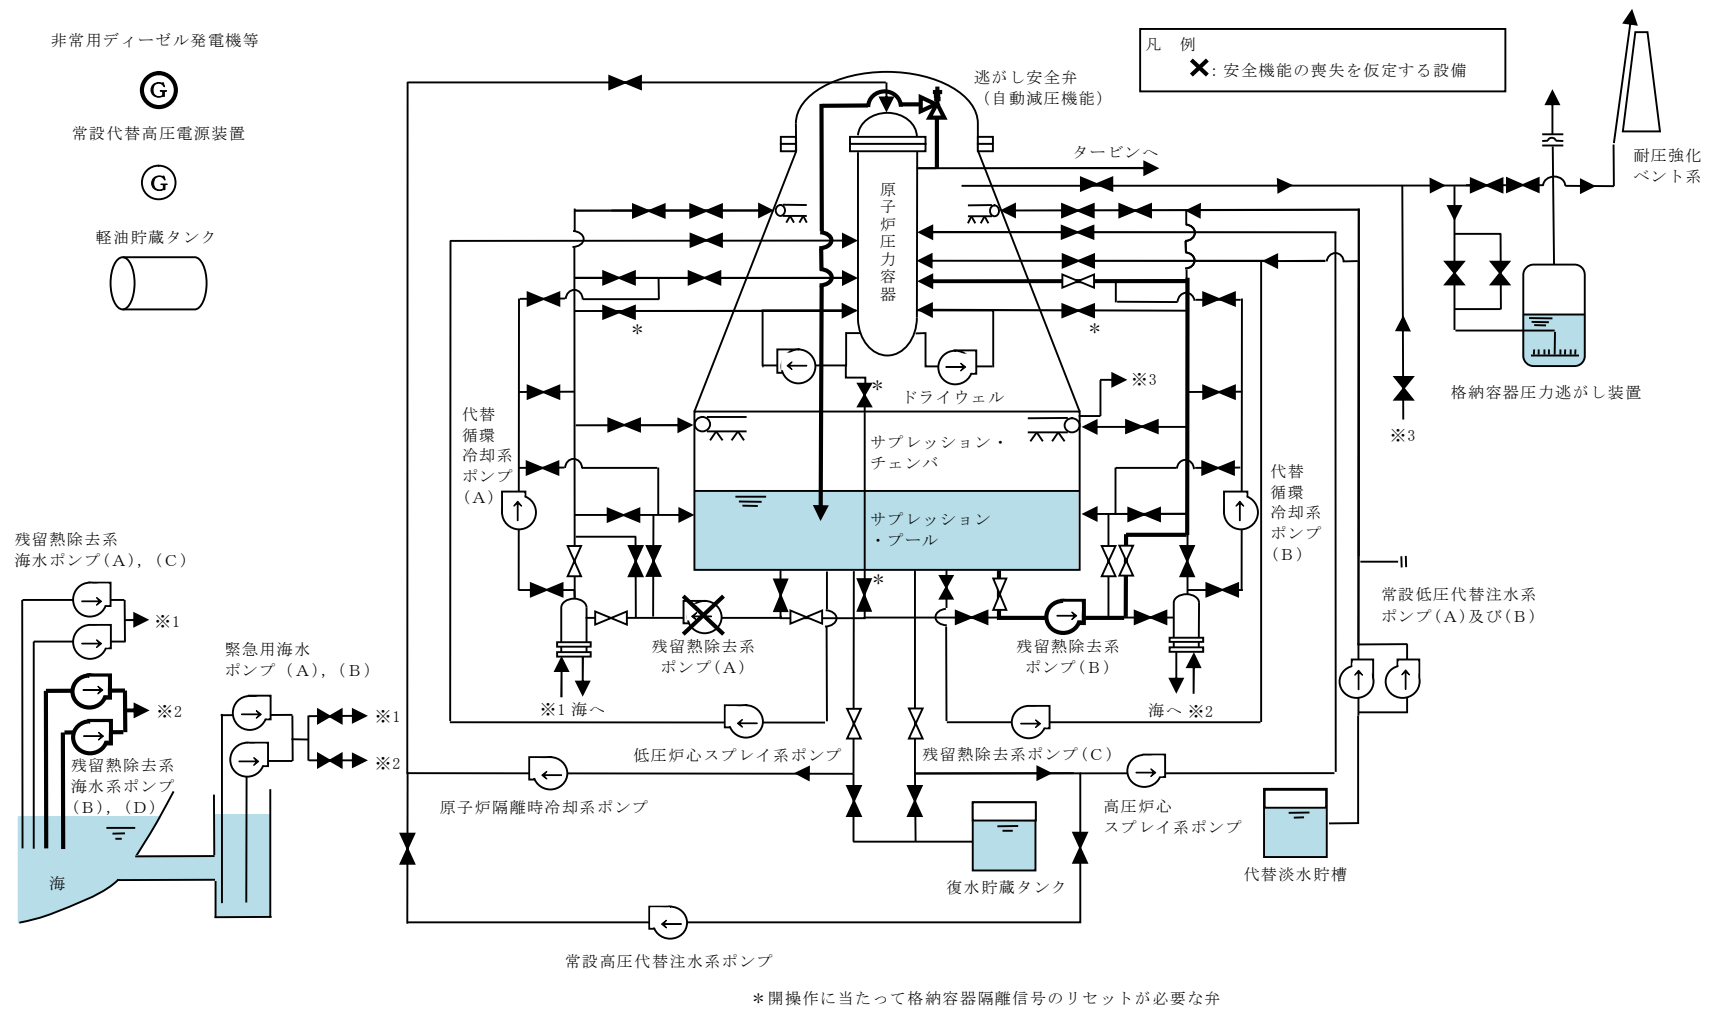 非常用ディーゼル発電機等
G
常設代替高圧電源装置
G
軽油貯蔵タンク
凡 例
：安全機能の喪失を仮定する設備
逃がし安全弁
（自動減圧機能）
タービンへ
原子炉圧力容器
耐圧強化
ベント系
格納容器圧力逃がし装置
※3
※3
*
*
*
*
ドライウェル
サプレッション・
チェンバ
サプレッション
・プール
代替
循環
冷却系
ポンプ
（A）
代替
循環
冷却系
ポンプ
（B）
残留熱除去系
海水ポンプ（A），（C）
※1
※2
残留熱除去系
海水系ポンプ
（B），（D）
海
緊急用海水
ポンプ（A），（B）
※1
※2
残留熱除去系
ポンプ（A）
残留熱除去系
ポンプ（B）
※1 海へ
海へ ※2
低圧炉心スプレイ系ポンプ
残留熱除去系ポンプ（C）
原子炉隔離時冷却系ポンプ
高圧炉心
スプレイ系ポンプ
常設低圧代替注水系
ポンプ（A）及び（B）
復水貯蔵タンク
代替淡水貯槽
常設高圧代替注水系ポンプ
＊開操作に当たって格納容器隔離信号のリセットが必要な弁